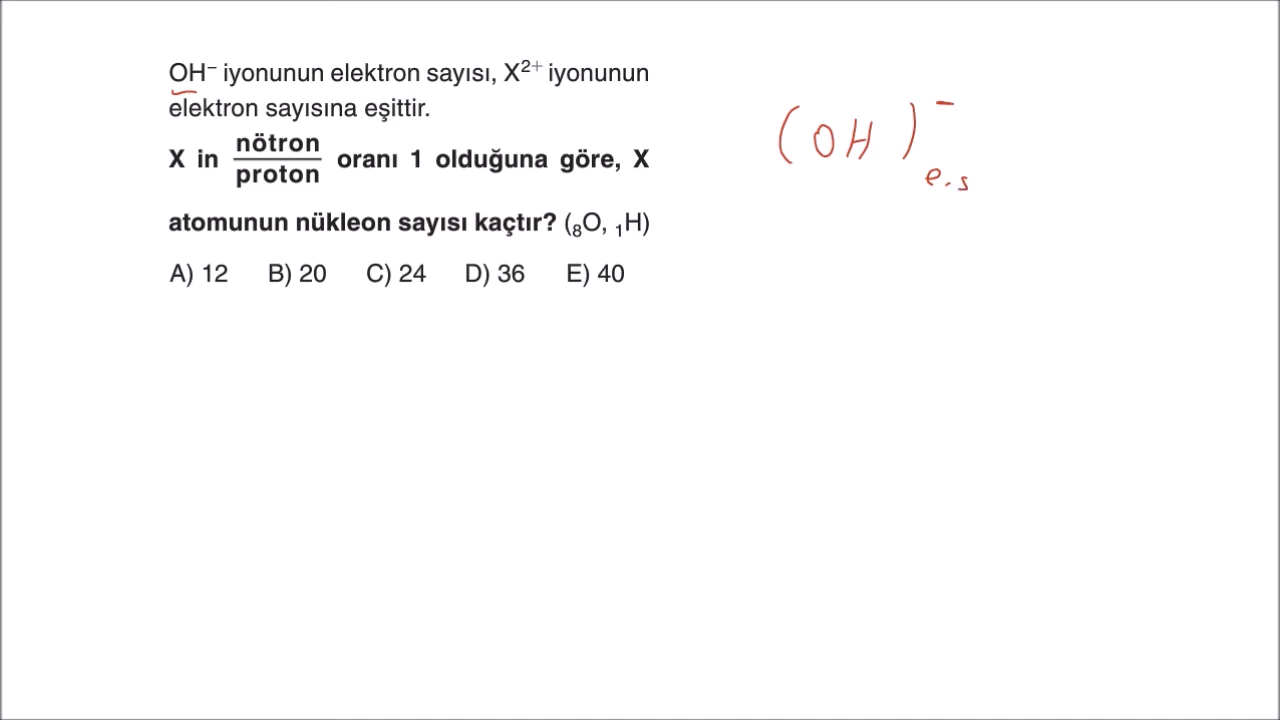 OH⁻ iyonunun elektron sayısı, X²⁺ iyonunun
elektron sayısına eşittir.
X in nötron/proton oranı 1 olduğuna göre, X
atomunun nükleon sayısı kaçtır? (₈O, ₁H)
A) 12 B) 20 C) 24 D) 36 E) 40
(OH)⁻ e.s